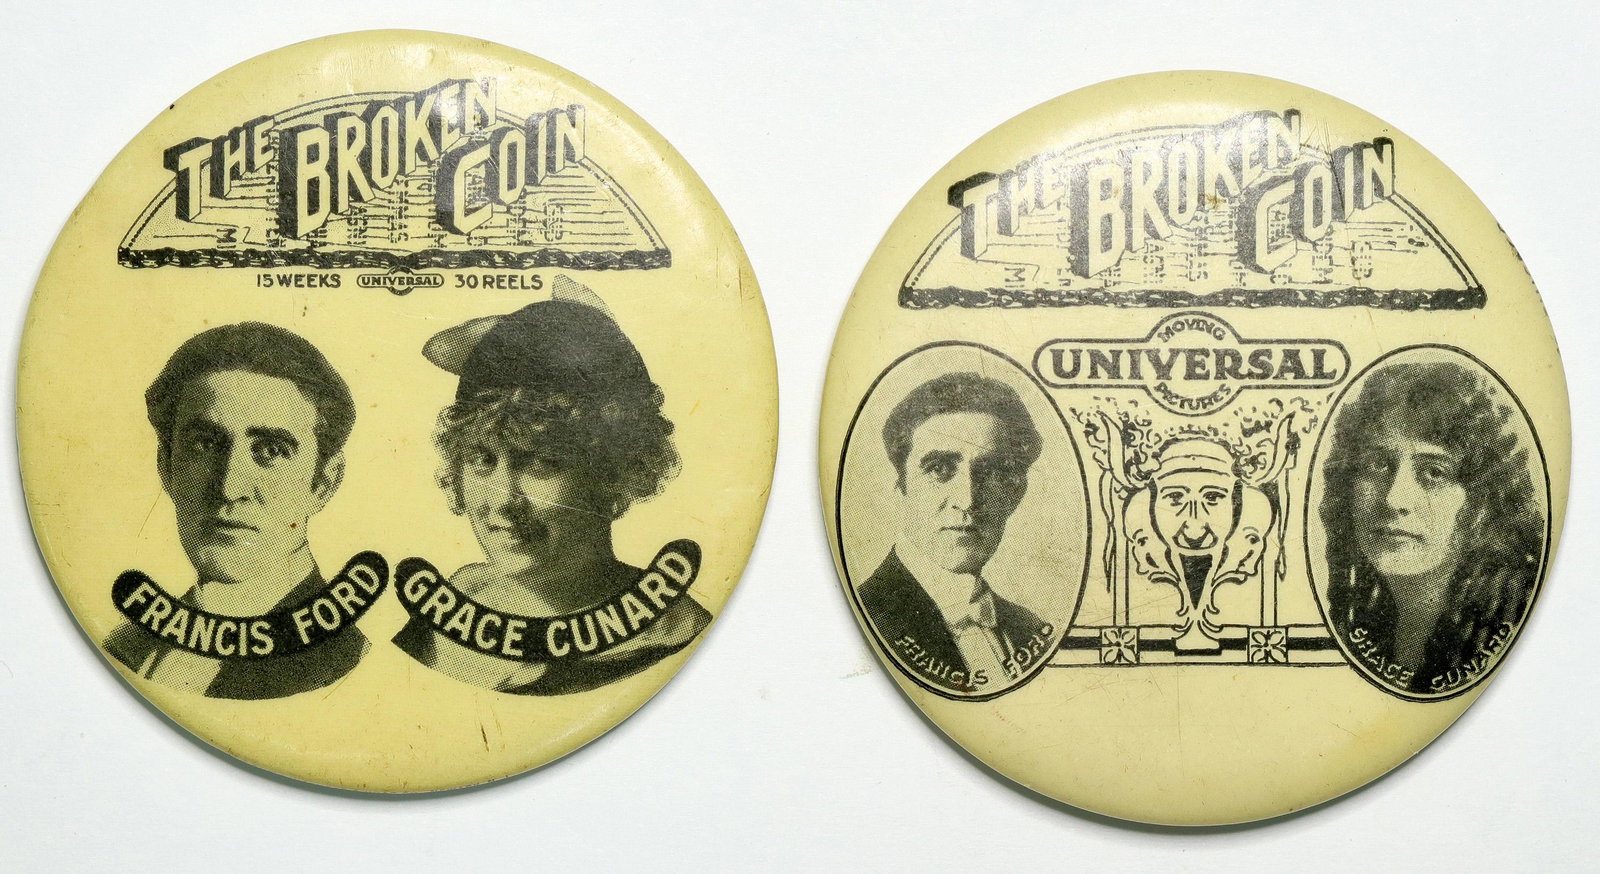 THE BROKEN COIN
15 WEEKS UNIVERSAL 30 REELS
FRANCIS FORD
GRACE CUNARD
THE BROKEN COIN
MOVING
UNIVERSAL
PICTURES
FRANCIS FORD
GRACE CUNARD